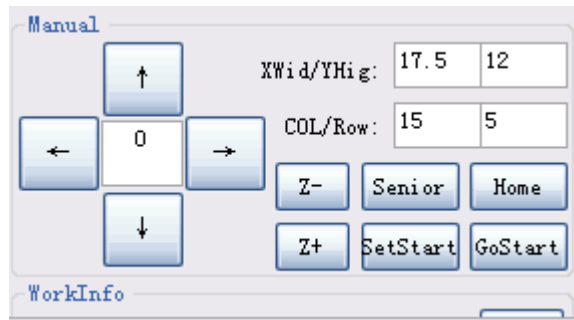 Manual
↑
XWid/YHig: 17.5 12
← 0 →
COL/Row: 15 5
Z- Senior Home
↓
Z+ SetStart GoStart
WorkInfo